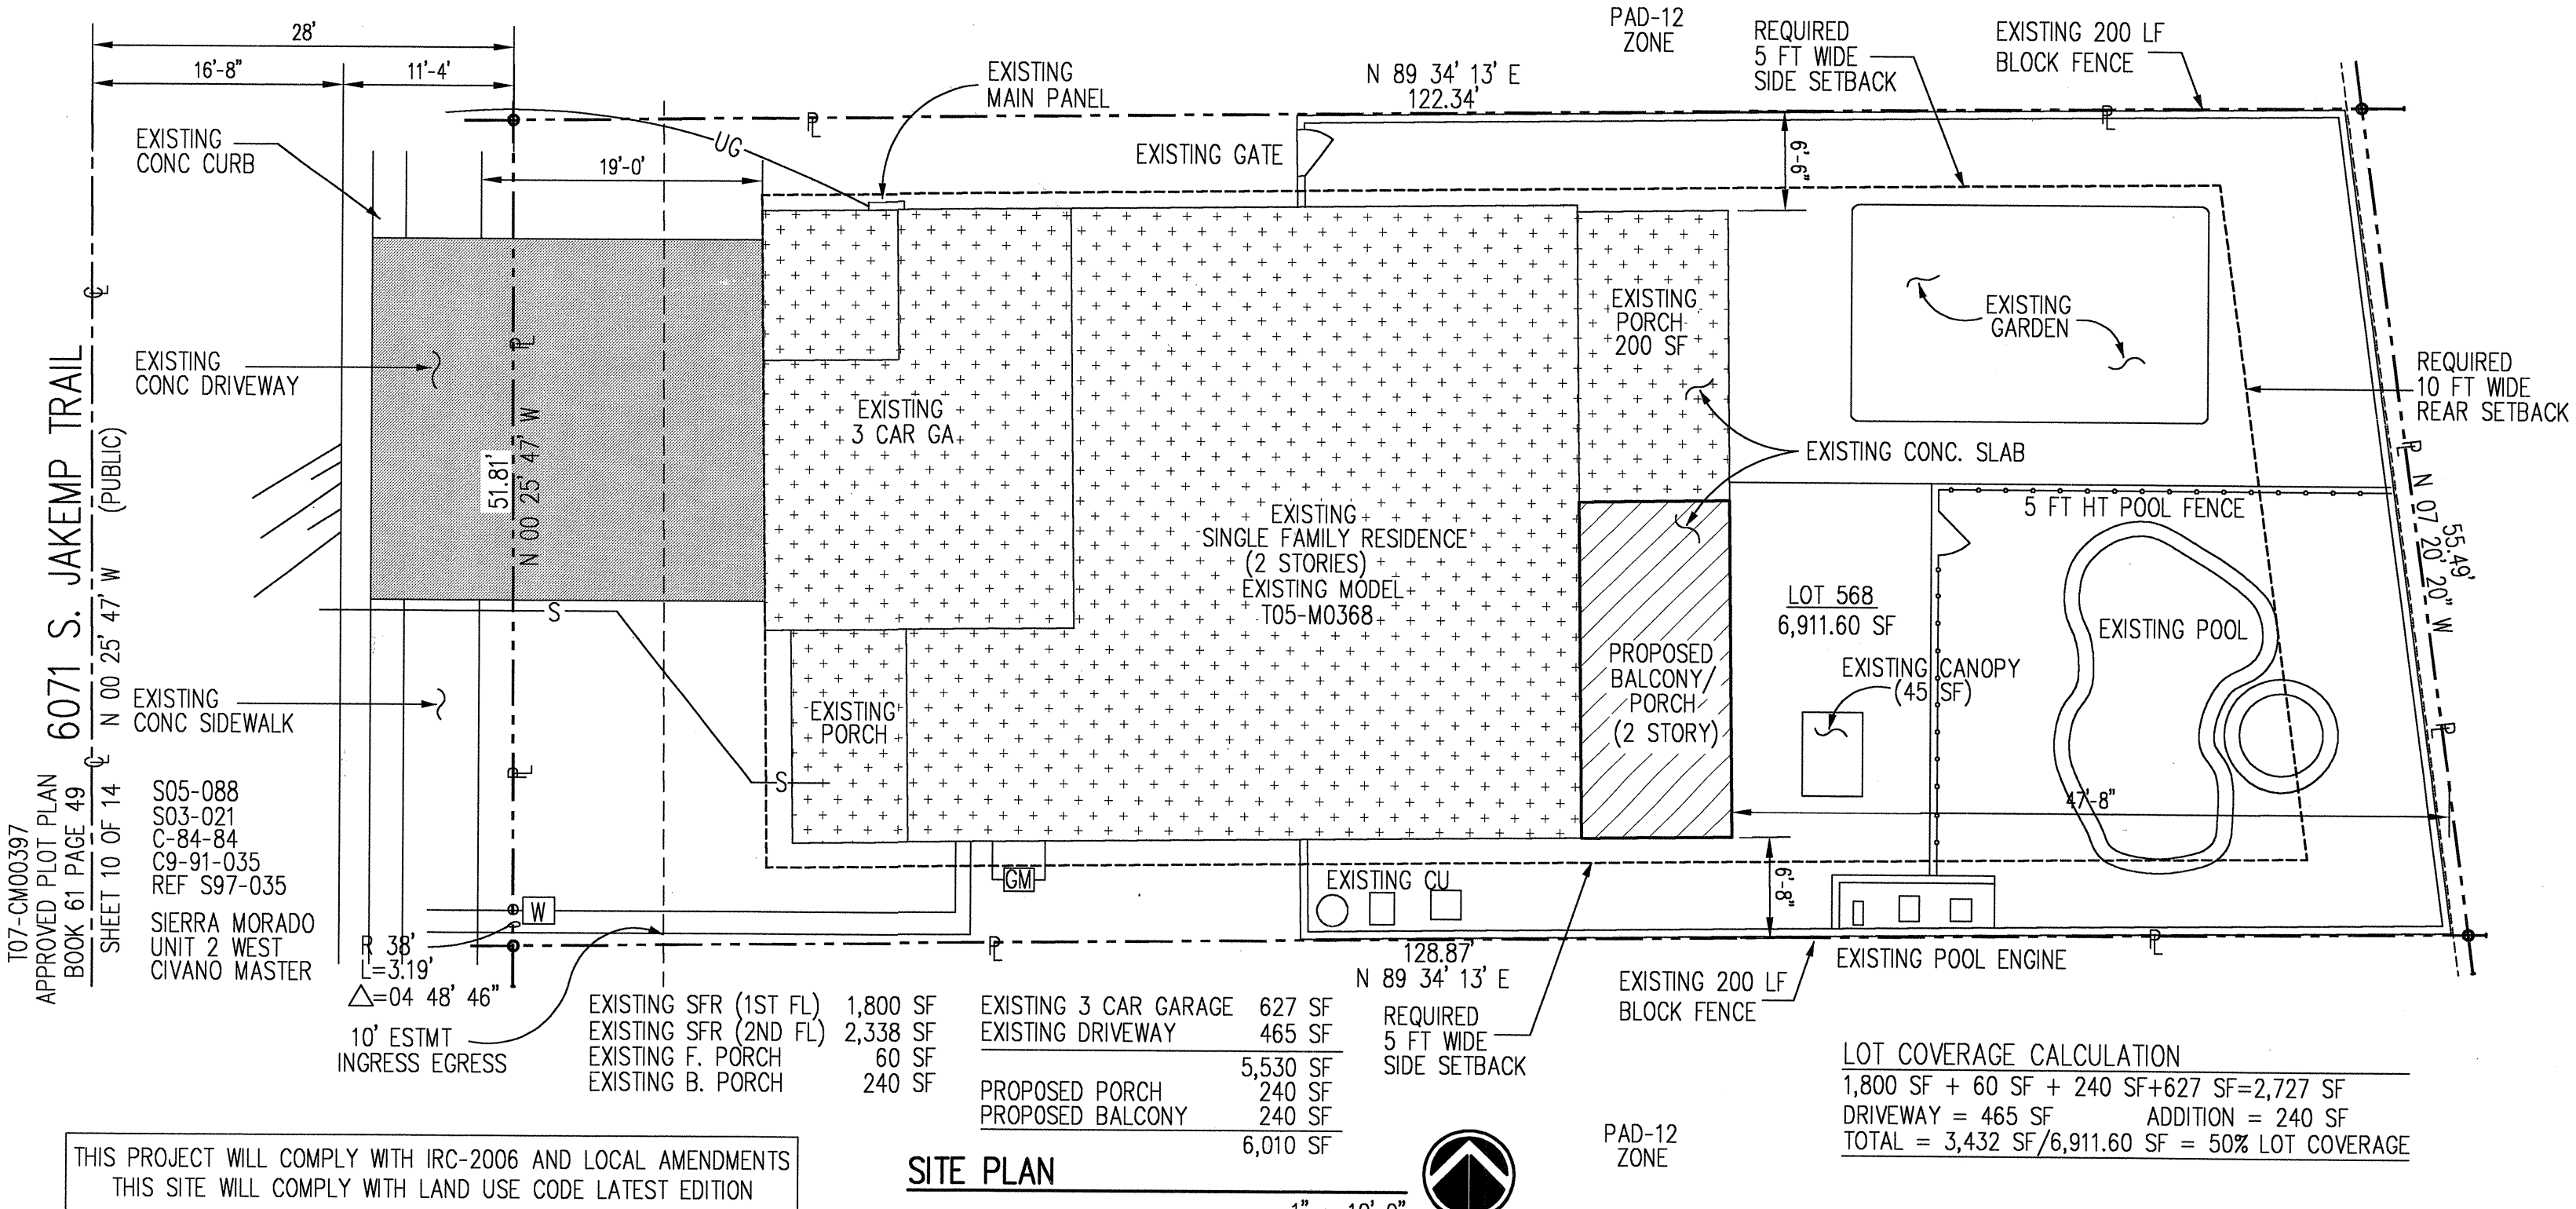 28'
16'-8"
11'-4'
EXISTING
MAIN PANEL
N 89 34' 13' E
122.34'
PAD-12
ZONE
REQUIRED
5 FT WIDE
SIDE SETBACK
EXISTING 200 LF
BLOCK FENCE
EXISTING
CONC CURB
UG
PL
PL
19'-0'
EXISTING GATE
6'-6"
EXISTING
CONC DRIVEWAY
PL
51.81'
N 00 25' 47' W
EXISTING
3 CAR GA
EXISTING
PORCH
200 SF
EXISTING
GARDEN
REQUIRED
10 FT WIDE
REAR SETBACK
EXISTING CONC. SLAB
EXISTING
SINGLE FAMILY RESIDENCE
(2 STORIES)
EXISTING MODEL
T05-M0368
5 FT HT POOL FENCE
PL
N 07 20' 20" W
55.49'
PL
LOT 568
6,911.60 SF
EXISTING POOL
EXISTING CANOPY
(45 SF)
PROPOSED
BALCONY/
PORCH
(2 STORY)
47'-8"
6071 S. JAKEMP TRAIL
CL
N 00 25' 47' W
(PUBLIC)
CL
EXISTING
CONC SIDEWALK
S
S
EXISTING
PORCH
PL
T07-CM00397
APPROVED PLOT PLAN
BOOK 61 PAGE 49
SHEET 10 OF 14
S05-088
S03-021
C-84-84
C9-91-035
REF S97-035
SIERRA MORADO
UNIT 2 WEST
CIVANO MASTER
W
GM
EXISTING CU
6'-8"
R 38'
L=3.19'
△=04 48' 46"
PL
128.87'
N 89 34' 13' E
PL
EXISTING POOL ENGINE
EXISTING 200 LF
BLOCK FENCE
10' ESTMT
INGRESS EGRESS
REQUIRED
5 FT WIDE
SIDE SETBACK
EXISTING SFR (1ST FL) 1,800 SF
EXISTING SFR (2ND FL) 2,338 SF
EXISTING F. PORCH 60 SF
EXISTING B. PORCH 240 SF
EXISTING 3 CAR GARAGE 627 SF
EXISTING DRIVEWAY 465 SF
5,530 SF
PROPOSED PORCH 240 SF
PROPOSED BALCONY 240 SF
6,010 SF
LOT COVERAGE CALCULATION
1,800 SF + 60 SF + 240 SF+627 SF=2,727 SF
DRIVEWAY = 465 SF ADDITION = 240 SF
TOTAL = 3,432 SF/6,911.60 SF = 50% LOT COVERAGE
PAD-12
ZONE
THIS PROJECT WILL COMPLY WITH IRC-2006 AND LOCAL AMENDMENTS
THIS SITE WILL COMPLY WITH LAND USE CODE LATEST EDITION
SITE PLAN